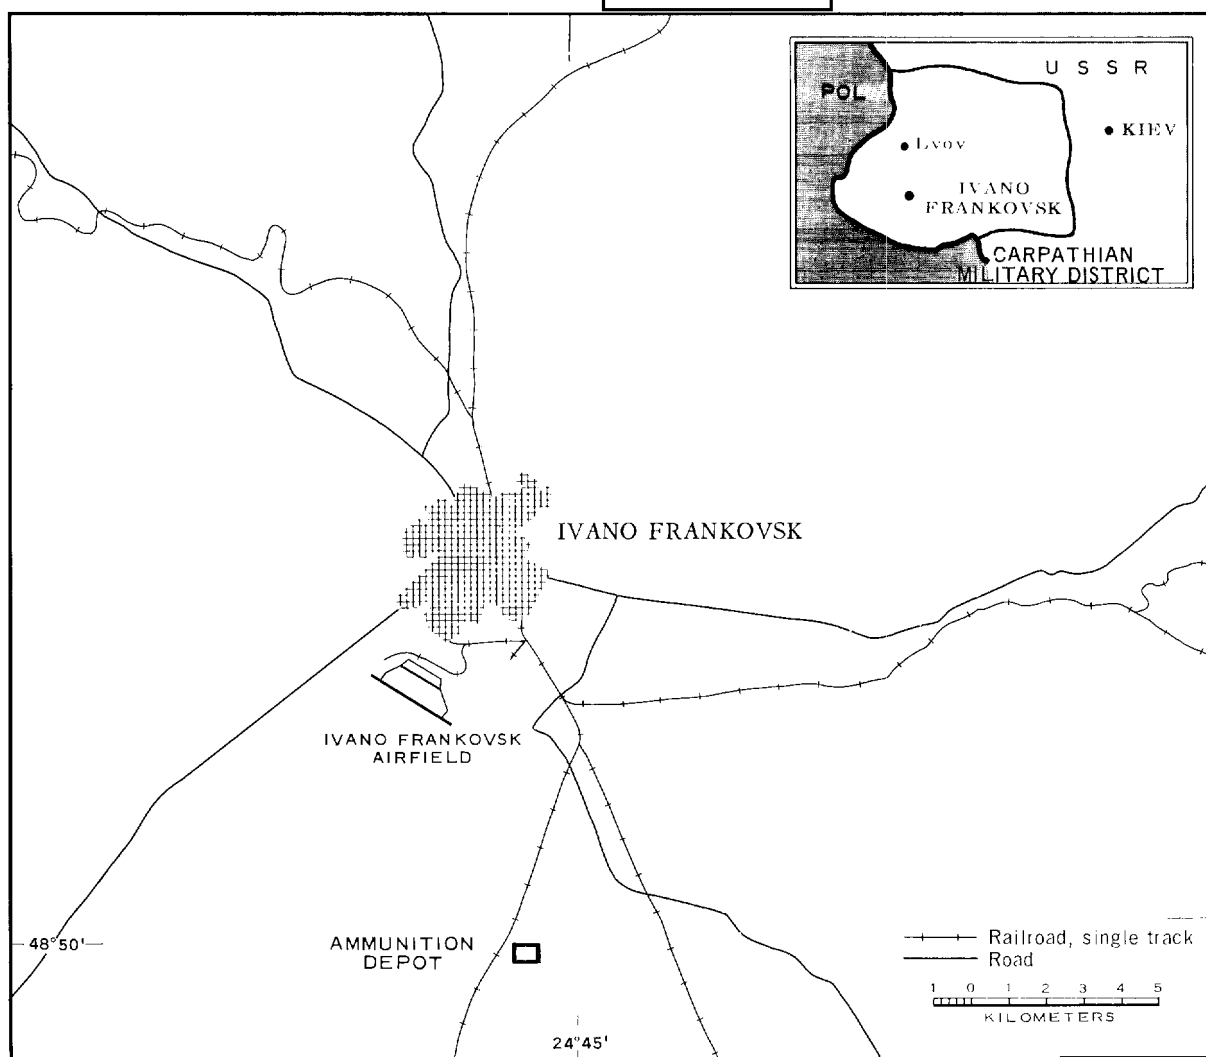 U S S R
POL
KIEV
Lvov
IVANO
FRANKOVSK
CARPATHIAN
MILITARY DISTRICT
IVANO FRANKOVSK
IVANO FRANKOVSK
AIRFIELD
48°50'
AMMUNITION
DEPOT
Railroad, single track
Road
1 0 1 2 3 4 5
KILOMETERS
24°45'